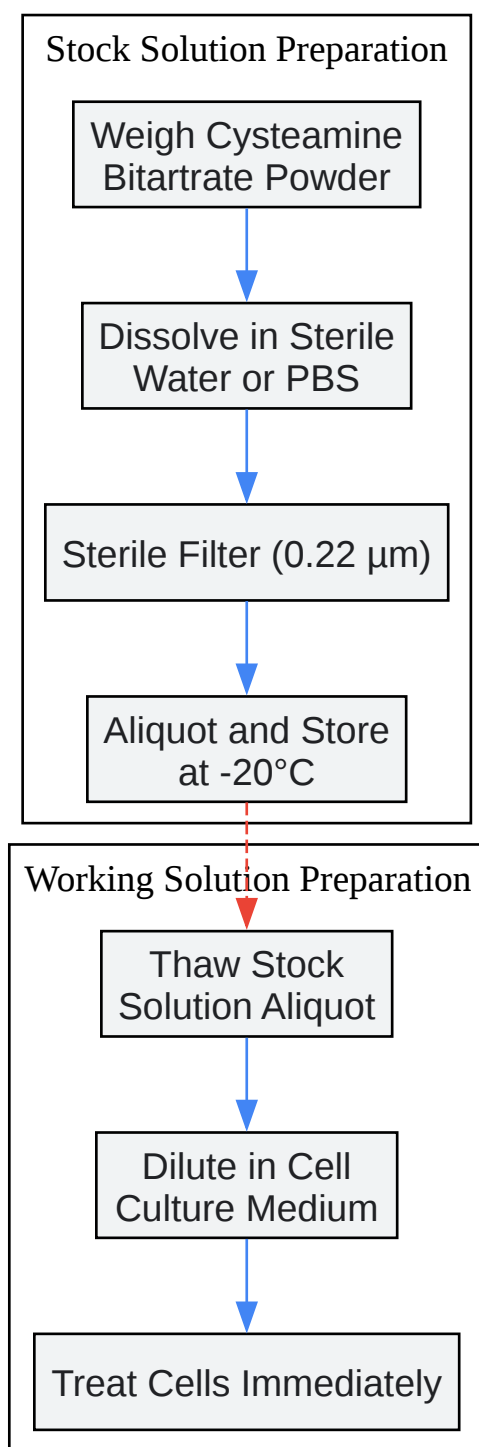 Stock Solution Preparation
Weigh Cysteamine
Bitartrate Powder
Dissolve in Sterile
Water or PBS
Sterile Filter (0.22 µm)
Aliquot and Store
at -20°C
Working Solution Preparation
Thaw Stock
Solution Aliquot
Dilute in Cell
Culture Medium
Treat Cells Immediately